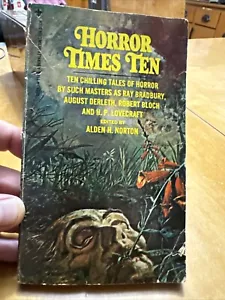 HORROR
TIMES TEN
TEN CHILLING TALES OF HORROR
BY SUCH MASTERS AS RAY BRADBURY,
AUGUST DERLETH, ROBERT BLOCH
AND H. P. LOVECRAFT
EDITED BY
ALDEN H. NORTON